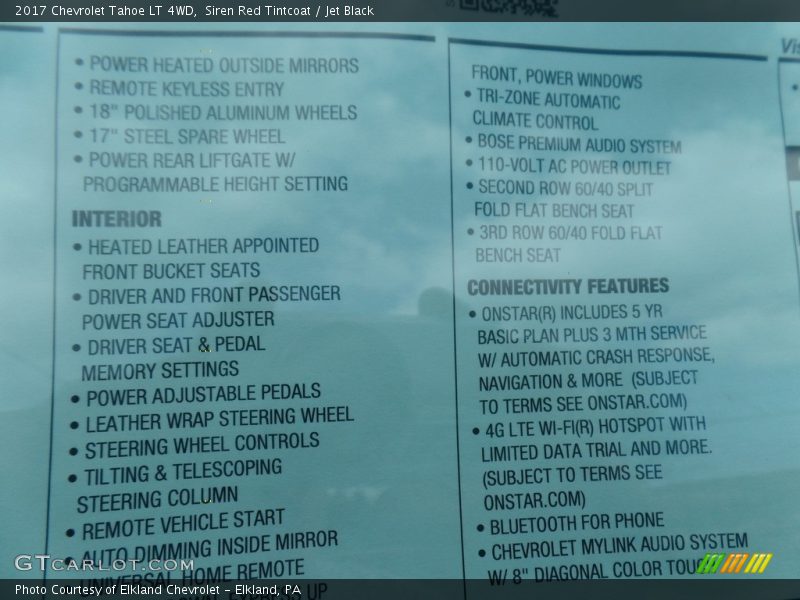 2017 Chevrolet Tahoe LT 4WD,  Siren Red Tintcoat / Jet Black
• POWER HEATED OUTSIDE MIRRORS
• REMOTE KEYLESS ENTRY
• 18" POLISHED ALUMINUM WHEELS
• 17" STEEL SPARE WHEEL
• POWER REAR LIFTGATE W/
PROGRAMMABLE HEIGHT SETTING
INTERIOR
• HEATED LEATHER APPOINTED
FRONT BUCKET SEATS
• DRIVER AND FRONT PASSENGER
POWER SEAT ADJUSTER
• DRIVER SEAT & PEDAL
MEMORY SETTINGS
• POWER ADJUSTABLE PEDALS
• LEATHER WRAP STEERING WHEEL
• STEERING WHEEL CONTROLS
• TILTING & TELESCOPING
STEERING COLUMN
• REMOTE VEHICLE START
• AUTO DIMMING INSIDE MIRROR
UNIVERSAL HOME REMOTE
UP
FRONT, POWER WINDOWS
• TRI-ZONE AUTOMATIC
CLIMATE CONTROL
• BOSE PREMIUM AUDIO SYSTEM
• 110-VOLT AC POWER OUTLET
• SECOND ROW 60/40 SPLIT
FOLD FLAT BENCH SEAT
• 3RD ROW 60/40 FOLD FLAT
BENCH SEAT
CONNECTIVITY FEATURES
• ONSTAR(R) INCLUDES 5 YR
BASIC PLAN PLUS 3 MTH SERVICE
W/ AUTOMATIC CRASH RESPONSE,
NAVIGATION & MORE (SUBJECT
TO TERMS SEE ONSTAR.COM)
• 4G LTE WI-FI(R) HOTSPOT WITH
LIMITED DATA TRIAL AND MORE.
(SUBJECT TO TERMS SEE
ONSTAR.COM)
• BLUETOOTH FOR PHONE
• CHEVROLET MYLINK AUDIO SYSTEM
W/ 8" DIAGONAL COLOR TOU
GTCARLOT.COM
Photo Courtesy of Elkland Chevrolet - Elkland, PA